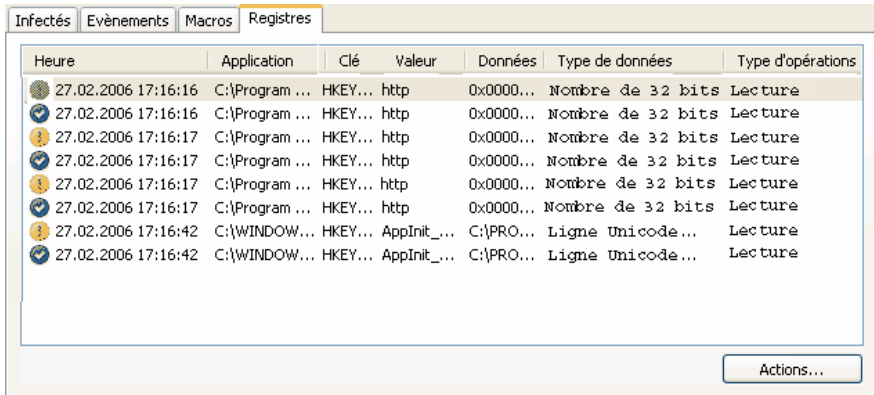 Infectés Evènements Macros Registres
Heure Application Clé Valeur Données Type de données Type d'opérations
27.02.2006 17:16:16 C:\Program ... HKEY... http 0x0000... Nombre de 32 bits Lecture
27.02.2006 17:16:16 C:\Program ... HKEY... http 0x0000... Nombre de 32 bits Lecture
27.02.2006 17:16:17 C:\Program ... HKEY... http 0x0000... Nombre de 32 bits Lecture
27.02.2006 17:16:17 C:\Program ... HKEY... http 0x0000... Nombre de 32 bits Lecture
27.02.2006 17:16:17 C:\Program ... HKEY... http 0x0000... Nombre de 32 bits Lecture
27.02.2006 17:16:17 C:\Program ... HKEY... http 0x0000... Nombre de 32 bits Lecture
27.02.2006 17:16:42 C:\WINDOW... HKEY... AppInit_... C:\PRO... Ligne Unicode... Lecture
27.02.2006 17:16:42 C:\WINDOW... HKEY... AppInit_... C:\PRO... Ligne Unicode... Lecture
Actions...